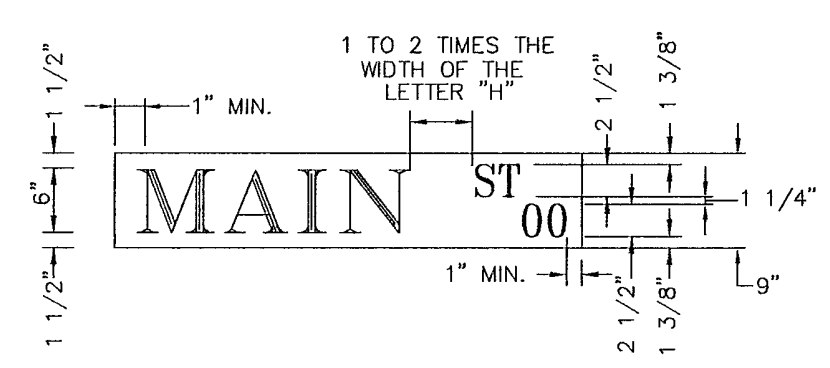 1 TO 2 TIMES THE
WIDTH OF THE
LETTER "H"
1 1/2"
1" MIN.
2 1/2"
1 3/8"
6"
MAIN
ST
00
1 1/4"
1 1/2"
1" MIN.
2 1/2"
1 3/8"
9"